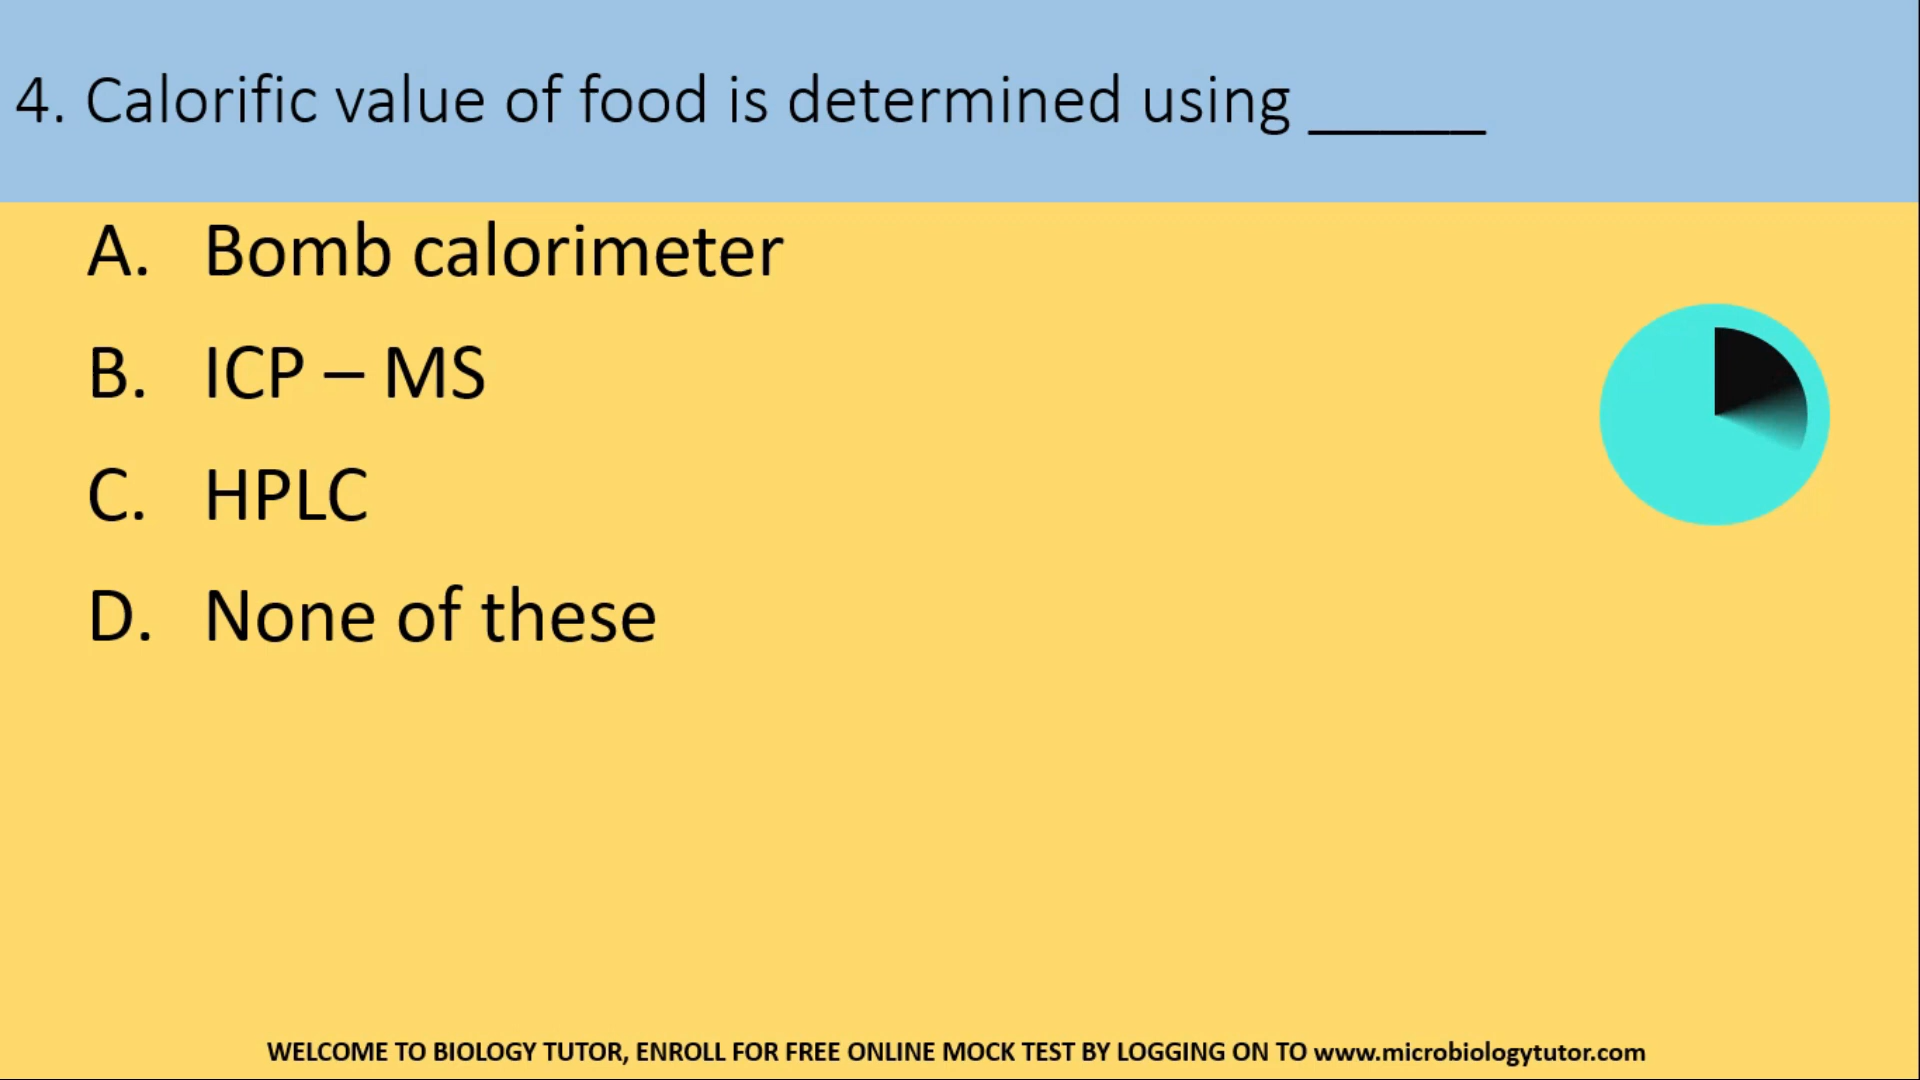 4. Calorific value of food is determined using _____
A. Bomb calorimeter
B. ICP – MS
C. HPLC
D. None of these
WELCOME TO BIOLOGY TUTOR, ENROLL FOR FREE ONLINE MOCK TEST BY LOGGING ON TO www.microbiologytutor.com